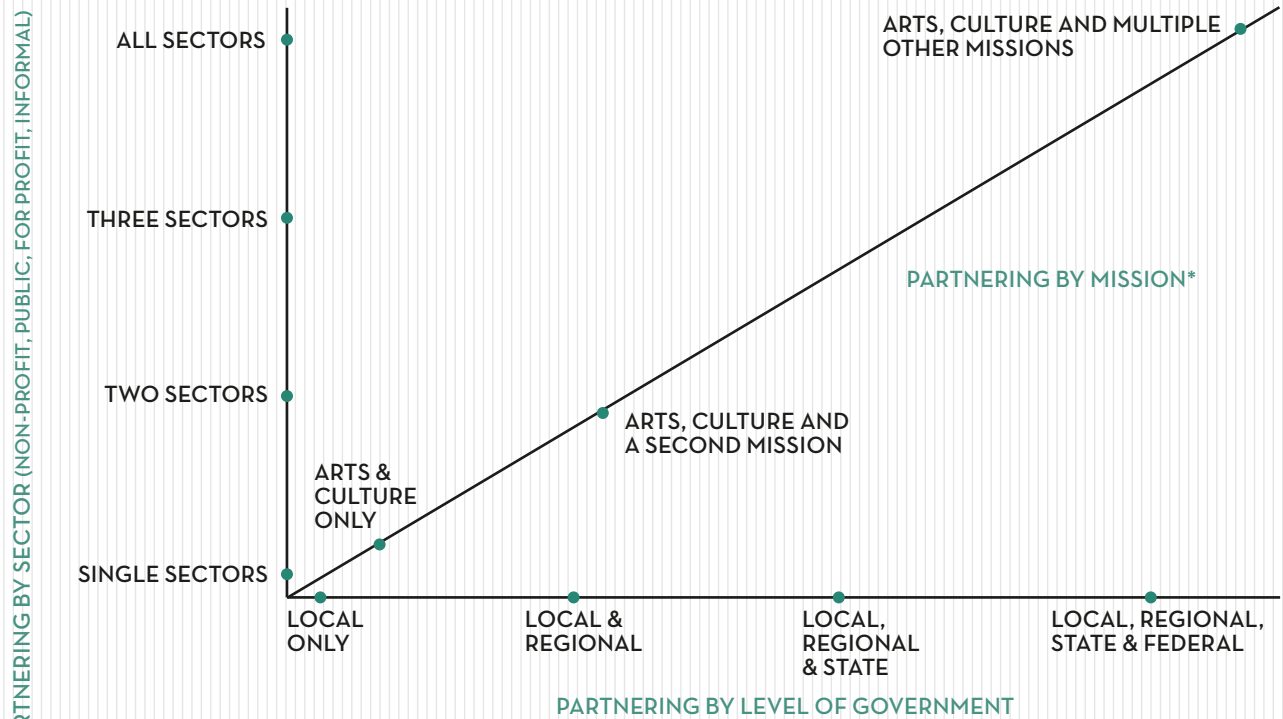 RTNERING BY SECTOR (NON-PROFIT, PUBLIC, FOR PROFIT, INFORMAL)
ALL SECTORS
THREE SECTORS
TWO SECTORS
SINGLE SECTORS
ARTS, CULTURE AND MULTIPLE
OTHER MISSIONS
PARTNERING BY MISSION*
ARTS, CULTURE AND
A SECOND MISSION
ARTS &
CULTURE
ONLY
LOCAL
ONLY
LOCAL &
REGIONAL
LOCAL,
REGIONAL
& STATE
LOCAL, REGIONAL,
STATE & FEDERAL
PARTNERING BY LEVEL OF GOVERNMENT